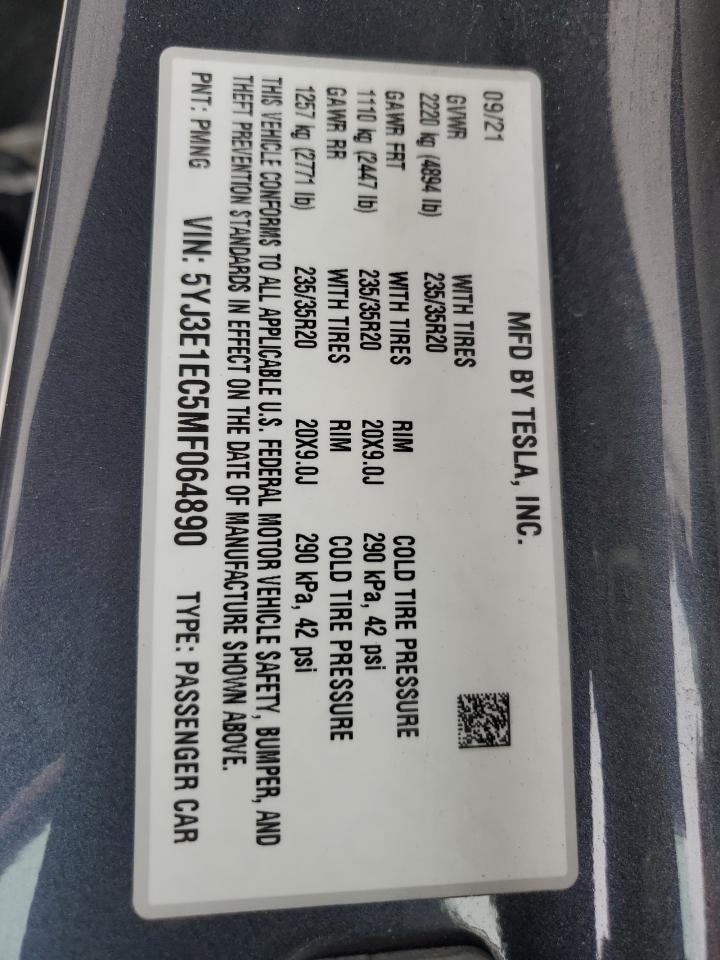 MFD BY TESLA, INC.
09/21
GVWR WITH TIRES
2220 kg (4894 lb) 235/35R20
GAWR FRT WITH TIRES RIM COLD TIRE PRESSURE
1110 kg (2447 lb) 235/35R20 20X9.0J 290 kPa, 42 psi
GAWR RR WITH TIRES RIM COLD TIRE PRESSURE
1257 kg (2771 lb) 235/35R20 20X9.0J 290 kPa, 42 psi
THIS VEHICLE CONFORMS TO ALL APPLICABLE U.S. FEDERAL MOTOR VEHICLE SAFETY, BUMPER, AND
THEFT PREVENTION STANDARDS IN EFFECT ON THE DATE OF MANUFACTURE SHOWN ABOVE.
PNT: PMNG VIN: 5YJ3E1EC5MF064890 TYPE: PASSENGER CAR